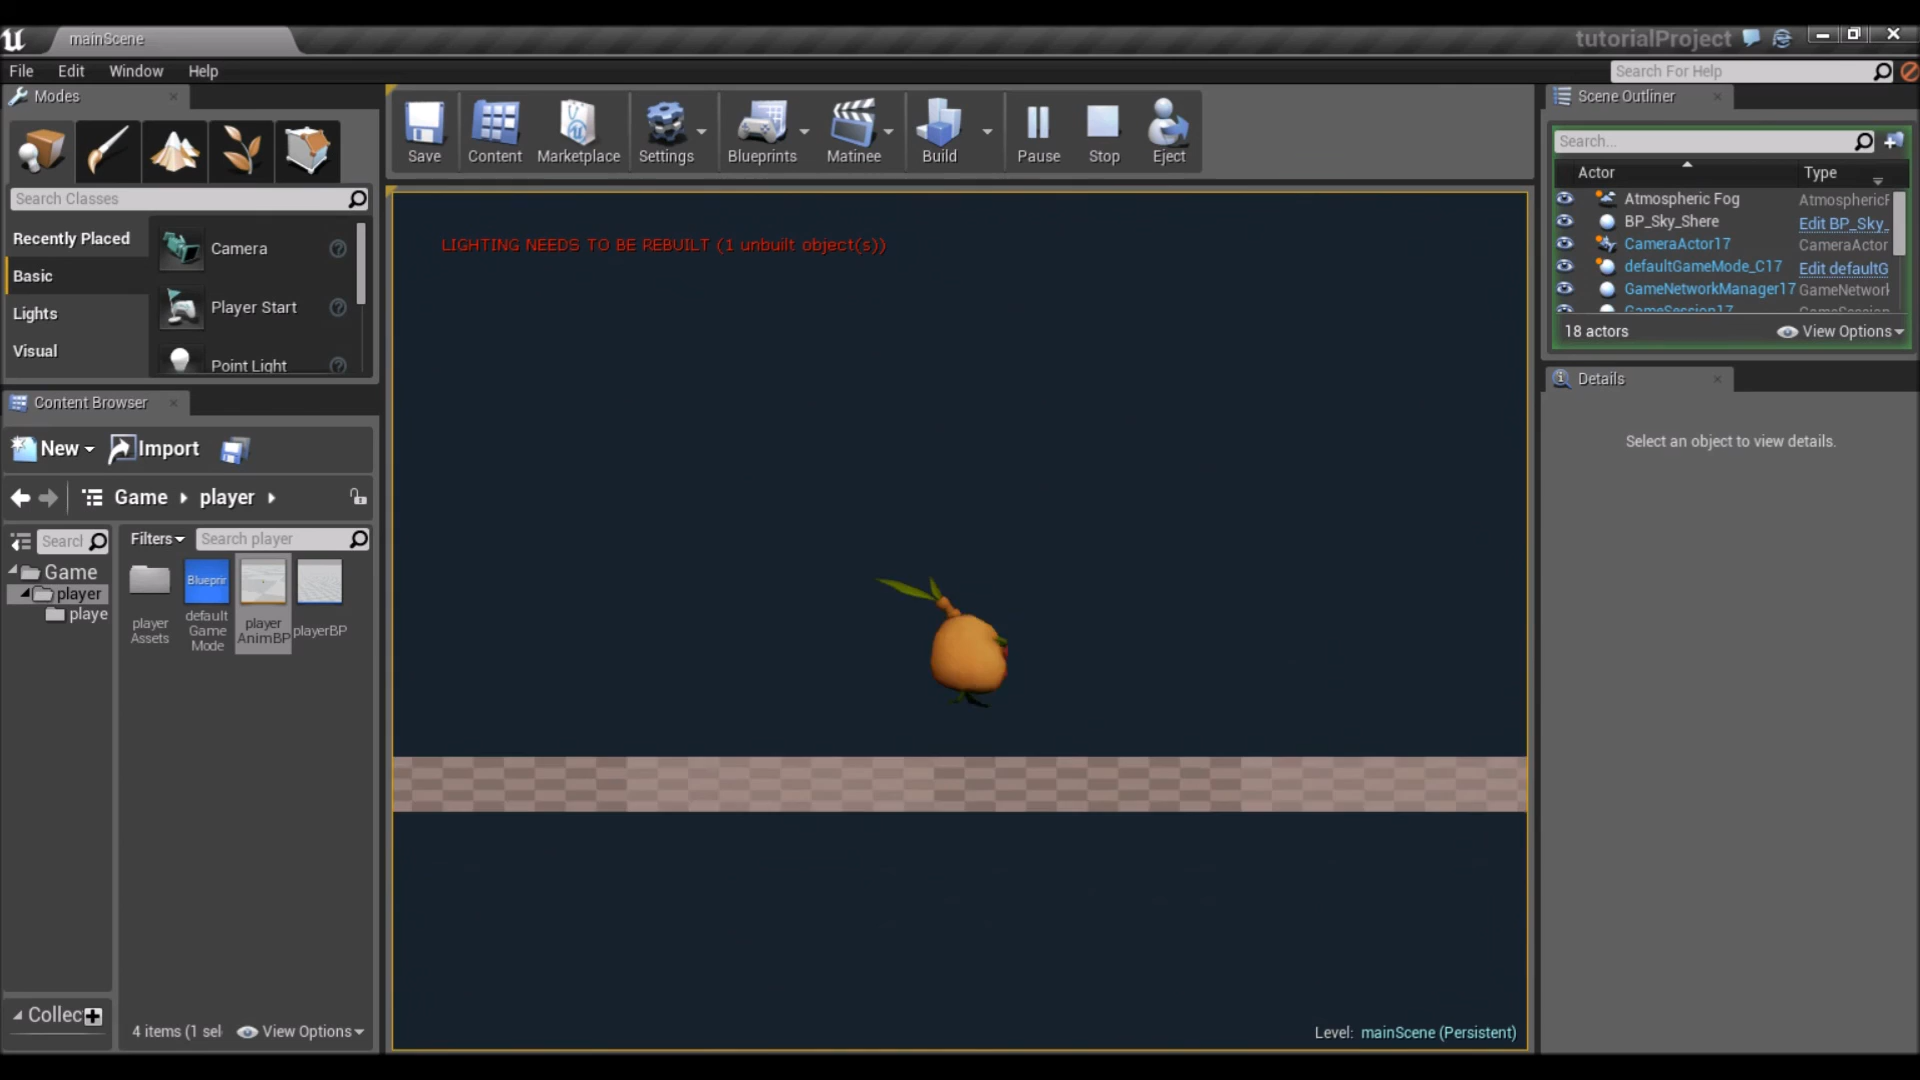 mainScene
tutorialProject
File Edit Window Help
Search For Help
Modes
Search Classes
Recently Placed
Basic
Lights
Visual
Camera
Player Start
Point Light
Content Browser
New Import
Game player
Search
Filters Search player
Game
player
playe
player Assets
default Game Mode
player AnimBP
playerBP
Blueprin
Collec
4 items (1 sel
View Options
Save Content Marketplace Settings Blueprints Matinee Build Pause Stop Eject
LIGHTING NEEDS TO BE REBUILT (1 unbuilt object(s))
Level: mainScene (Persistent)
Scene Outliner
Search...
Actor Type
Atmospheric Fog AtmosphericF
BP_Sky_Shere Edit BP_Sky_
CameraActor17 CameraActor
defaultGameMode_C17 Edit defaultG
GameNetworkManager17 GameNetwork
GameSession17 GameSession
18 actors View Options
Details
Select an object to view details.